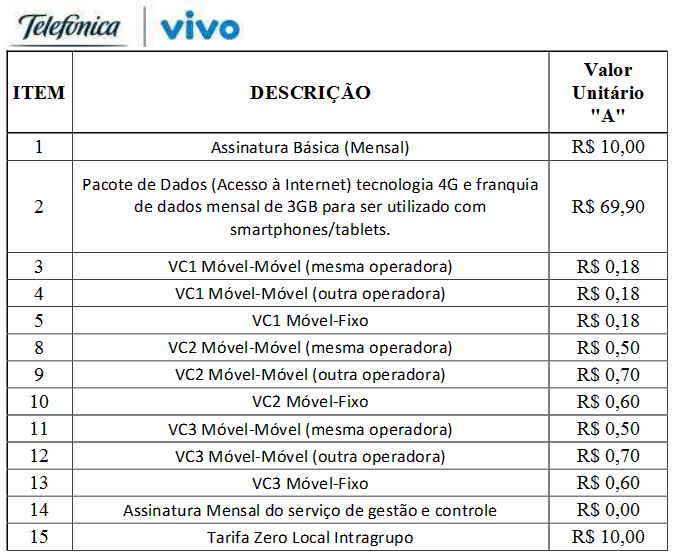 Telefónica | vivo
ITEM DESCRIÇÃO Valor Unitário "A"
1 Assinatura Básica (Mensal) R$ 10,00
2 Pacote de Dados (Acesso à Internet) tecnologia 4G e franquia
de dados mensal de 3GB para ser utilizado com
smartphones/tablets. R$ 69,90
3 VC1 Móvel-Móvel (mesma operadora) R$ 0,18
4 VC1 Móvel-Móvel (outra operadora) R$ 0,18
5 VC1 Móvel-Fixo R$ 0,18
8 VC2 Móvel-Móvel (mesma operadora) R$ 0,50
9 VC2 Móvel-Móvel (outra operadora) R$ 0,70
10 VC2 Móvel-Fixo R$ 0,60
11 VC3 Móvel-Móvel (mesma operadora) R$ 0,50
12 VC3 Móvel-Móvel (outra operadora) R$ 0,70
13 VC3 Móvel-Fixo R$ 0,60
14 Assinatura Mensal do serviço de gestão e controle R$ 0,00
15 Tarifa Zero Local Intragrupo R$ 10,00